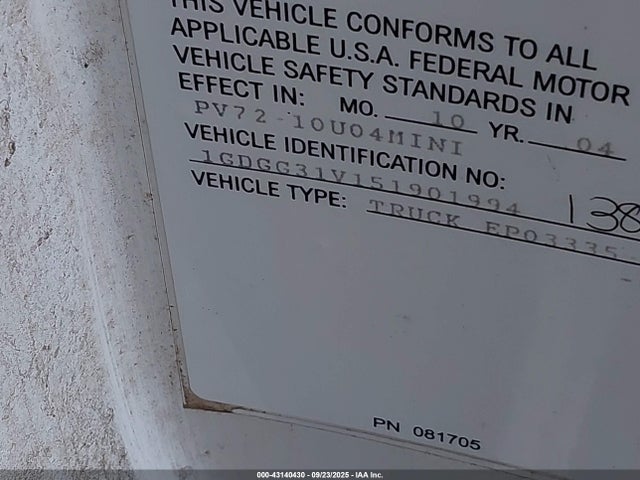 THIS VEHICLE CONFORMS TO ALL
APPLICABLE U.S.A. FEDERAL MOTOR
VEHICLE SAFETY STANDARDS IN
EFFECT IN: MO. 10 YR. 04
PV72-10U04MINI
VEHICLE IDENTIFICATION NO:
1GDGG31V151901994 138
VEHICLE TYPE: TRUCK EP03335
PN 081705
000-43140430 - 09/23/2025 - IAA Inc.